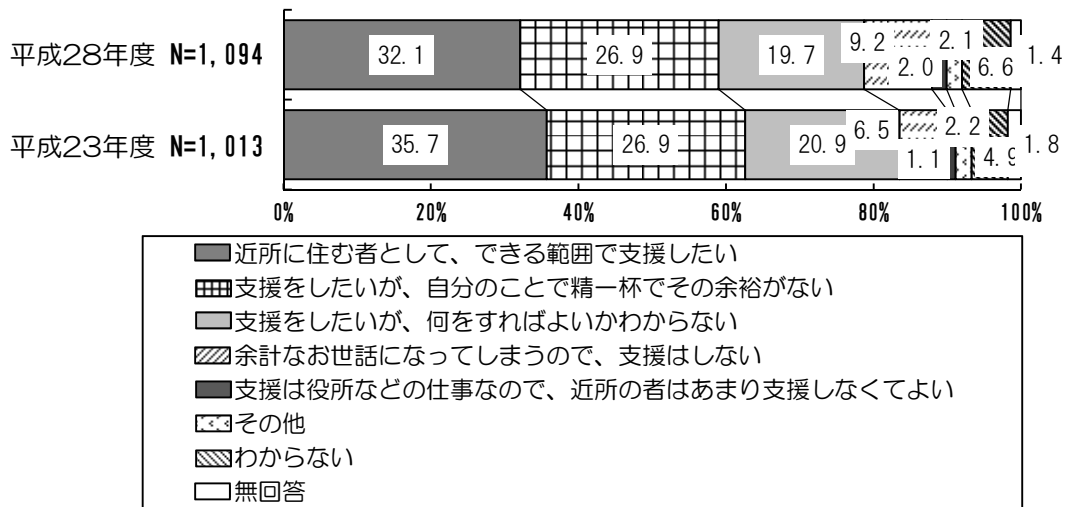 平成28年度 N=1,094
32.1 26.9 19.7 9.2 2.0 2.1 6.6 1.4
平成23年度 N=1,013
35.7 26.9 20.9 6.5 1.1 2.2 4.9 1.8
0% 20% 40% 60% 80% 100%
近所に住む者として、できる範囲で支援したい
支援をしたいが、自分のことで精一杯でその余裕がない
支援をしたいが、何をすればよいかわからない
余計なお世話になってしまうので、支援はしない
支援は役所などの仕事なので、近所の者はあまり支援しなくてよい
その他
わからない
無回答